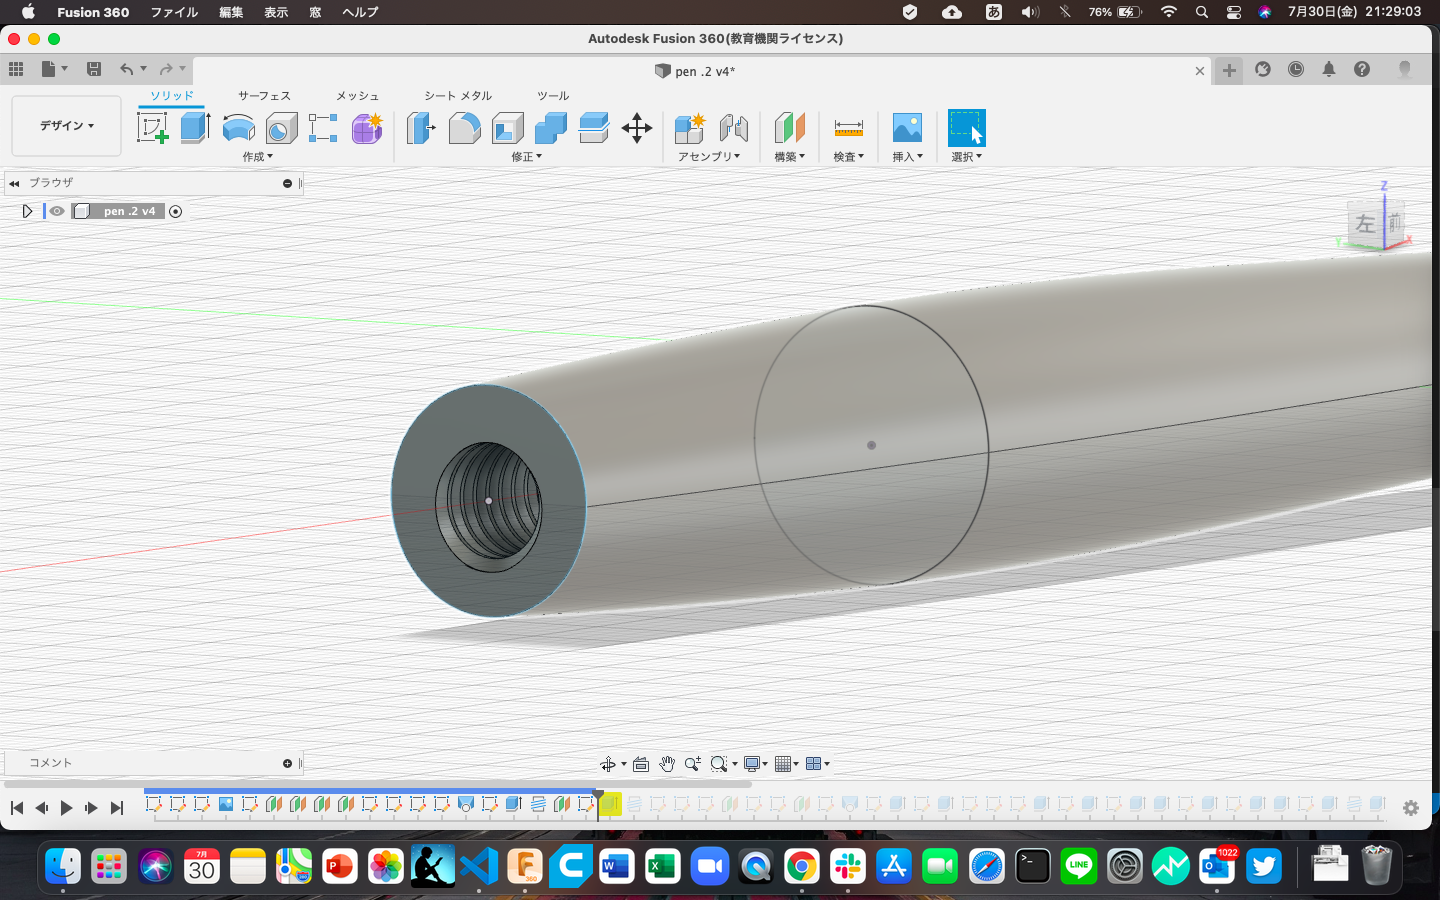 Fusion 360 ファイル 編集 表示 窓 ヘルプ あ 76% 7月30日(金) 21:29:03
Autodesk Fusion 360(教育機関ライセンス)
pen .2 v4*
ソリッド サーフェス メッシュ シート メタル ツール
デザイン
作成 修正 アセンブリ 構築 検査 挿入 選択
ブラウザ
pen .2 v4
Z
左 前
Y X
コメント
7月
30
P
360
W
X
LINE
1022